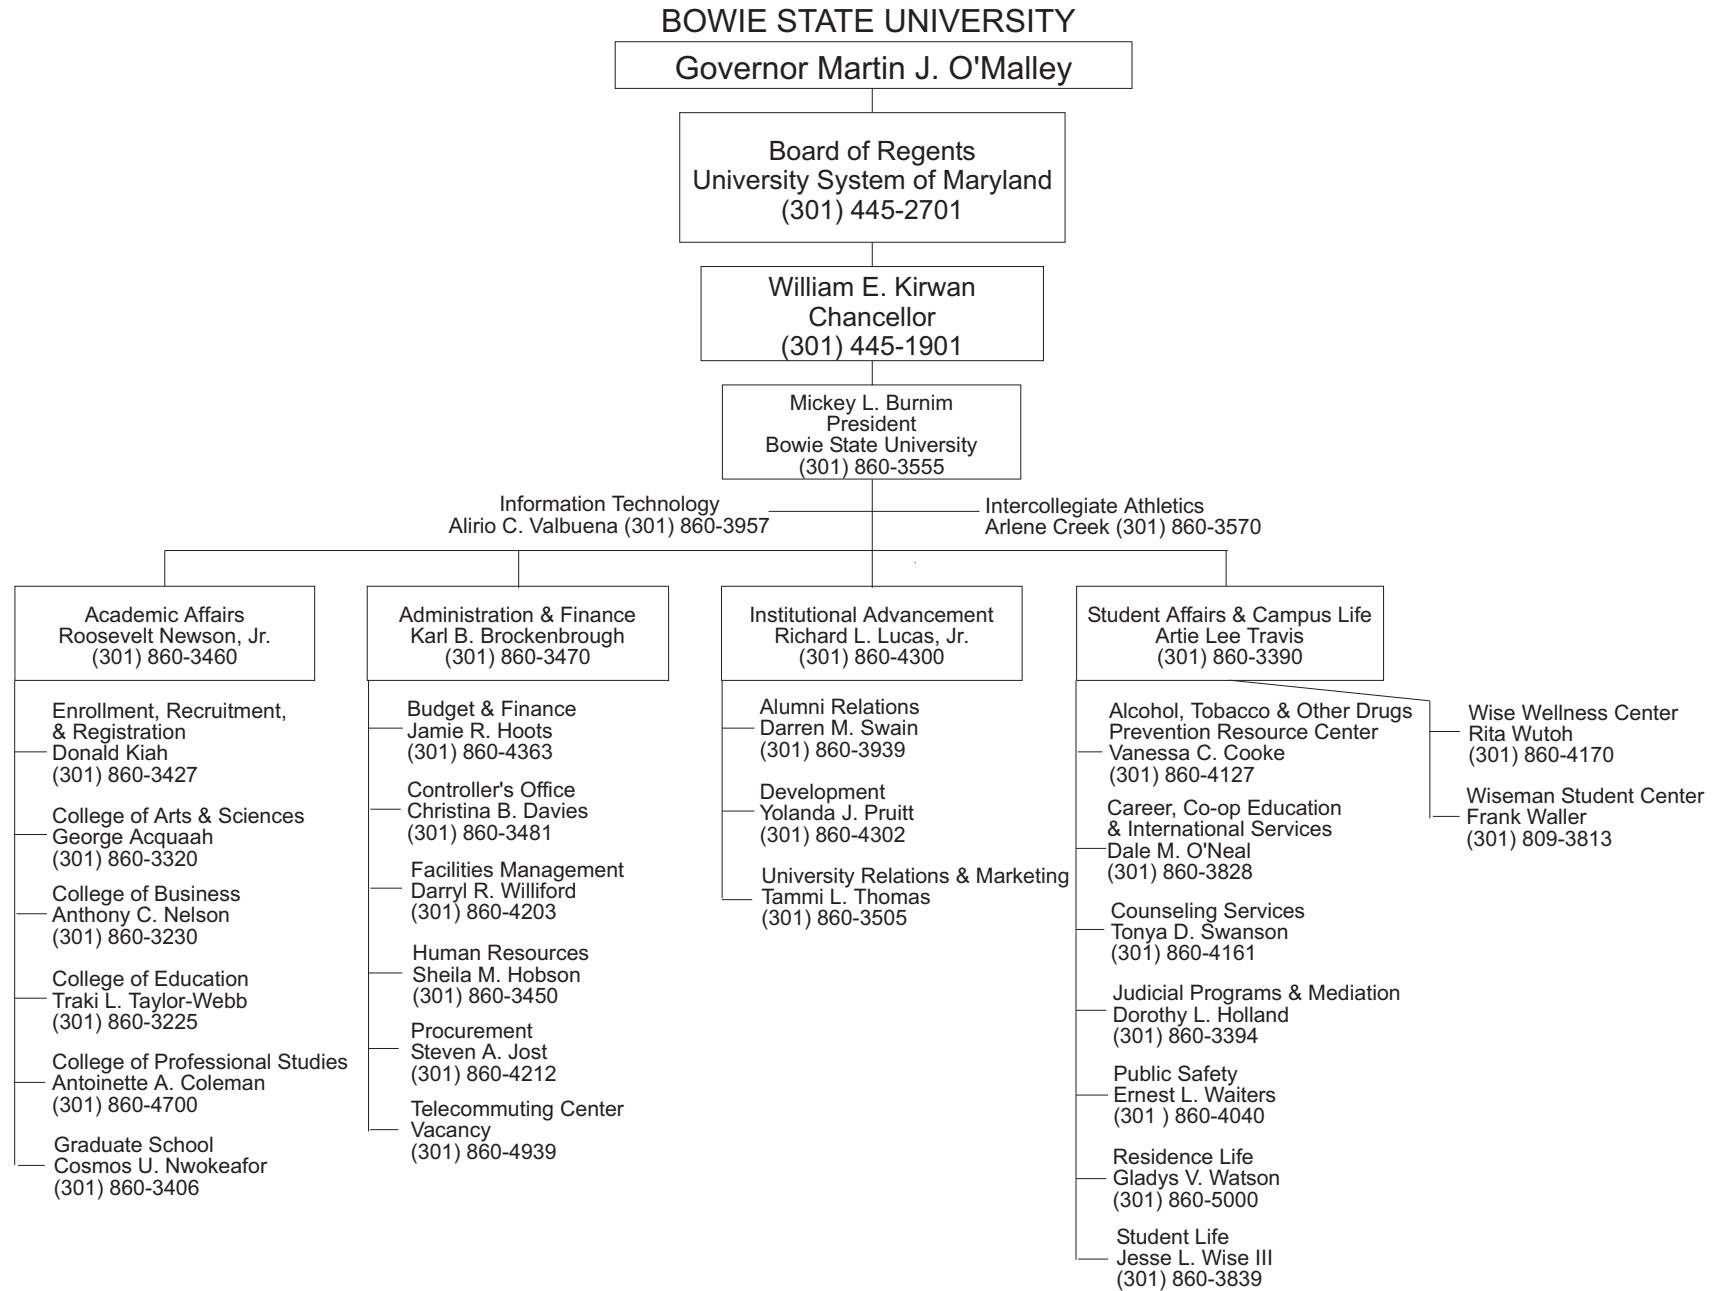 BOWIE STATE UNIVERSITY
Governor Martin J. O'Malley
Board of Regents
University System of Maryland
(301) 445-2701
William E. Kirwan
Chancellor
(301) 445-1901
Mickey L. Burnim
President
Bowie State University
(301) 860-3555
Information Technology
Alirio C. Valbuena (301) 860-3957
Intercollegiate Athletics
Arlene Creek (301) 860-3570
Academic Affairs
Roosevelt Newson, Jr.
(301) 860-3460
Enrollment, Recruitment,
& Registration
Donald Kiah
(301) 860-3427
College of Arts & Sciences
George Acquaah
(301) 860-3320
College of Business
Anthony C. Nelson
(301) 860-3230
College of Education
Traki L. Taylor-Webb
(301) 860-3225
College of Professional Studies
Antoinette A. Coleman
(301) 860-4700
Graduate School
Cosmos U. Nwokeafor
(301) 860-3406
Administration & Finance
Karl B. Brockenbrough
(301) 860-3470
Budget & Finance
Jamie R. Hoots
(301) 860-4363
Controller's Office
Christina B. Davies
(301) 860-3481
Facilities Management
Darryl R. Williford
(301) 860-4203
Human Resources
Sheila M. Hobson
(301) 860-3450
Procurement
Steven A. Jost
(301) 860-4212
Telecommuting Center
Vacancy
(301) 860-4939
Institutional Advancement
Richard L. Lucas, Jr.
(301) 860-4300
Alumni Relations
Darren M. Swain
(301) 860-3939
Development
Yolanda J. Pruitt
(301) 860-4302
University Relations & Marketing
Tammi L. Thomas
(301) 860-3505
Student Affairs & Campus Life
Artie Lee Travis
(301) 860-3390
Alcohol, Tobacco & Other Drugs
Prevention Resource Center
Vanessa C. Cooke
(301) 860-4127
Career, Co-op Education
& International Services
Dale M. O'Neal
(301) 860-3828
Counseling Services
Tonya D. Swanson
(301) 860-4161
Judicial Programs & Mediation
Dorothy L. Holland
(301) 860-3394
Public Safety
Ernest L. Waiters
(301 ) 860-4040
Residence Life
Gladys V. Watson
(301) 860-5000
Student Life
Jesse L. Wise III
(301) 860-3839
Wise Wellness Center
Rita Wutoh
(301) 860-4170
Wiseman Student Center
Frank Waller
(301) 809-3813